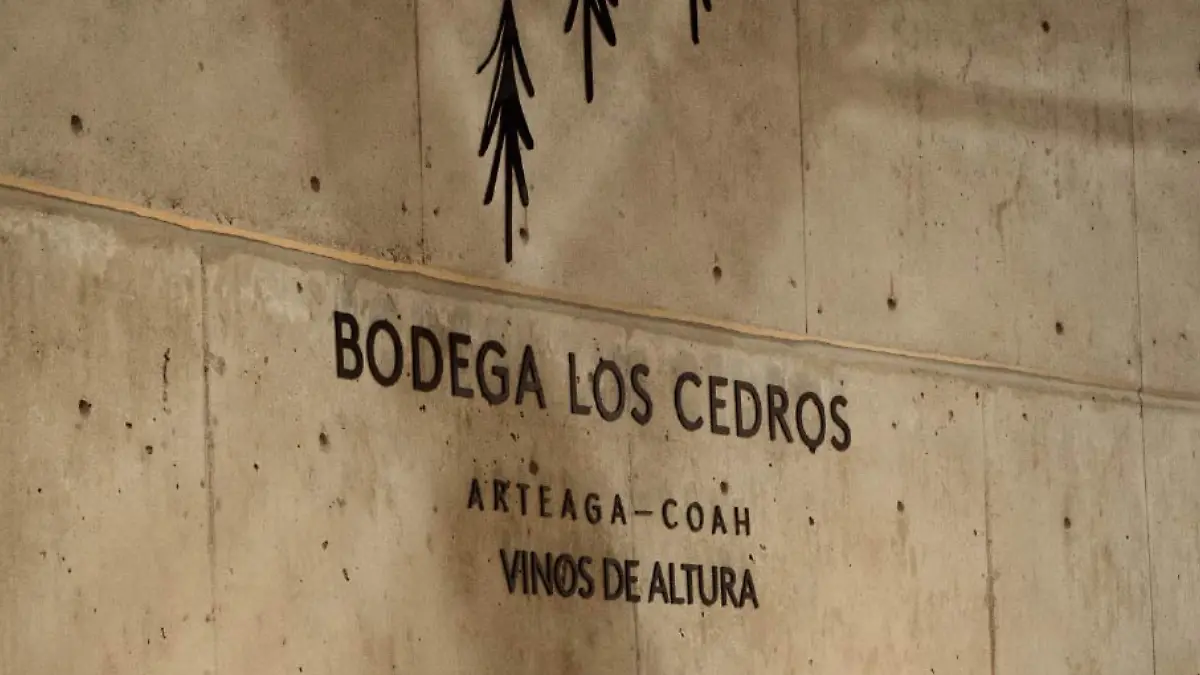 BODEGA LOS CEDROS
ARTEAGA-COAH
VINOS DE ALTURA